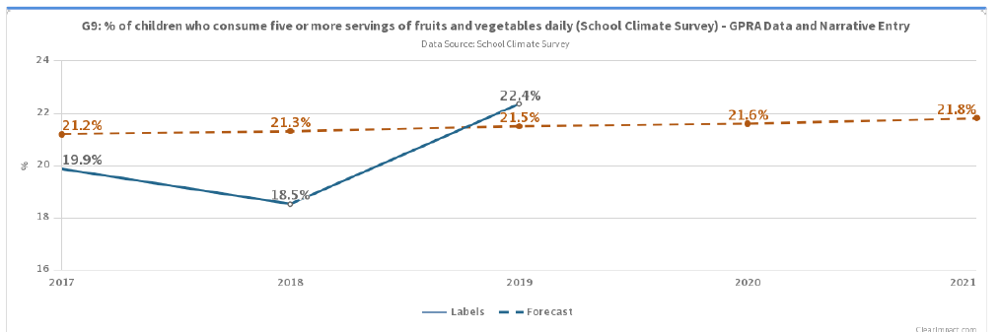 G9: % of children who consume five or more servings of fruits and vegetables daily (School Climate Survey) - GPRA Data and Narrative Entry
Data Source: School Climate Survey
24
22
20
18
16
%
21.2%
21.3%
21.5%
21.6%
21.8%
19.9%
18.5%
22.4%
2017 2018 2019 2020 2021
Labels Forecast
ClearImpact.com